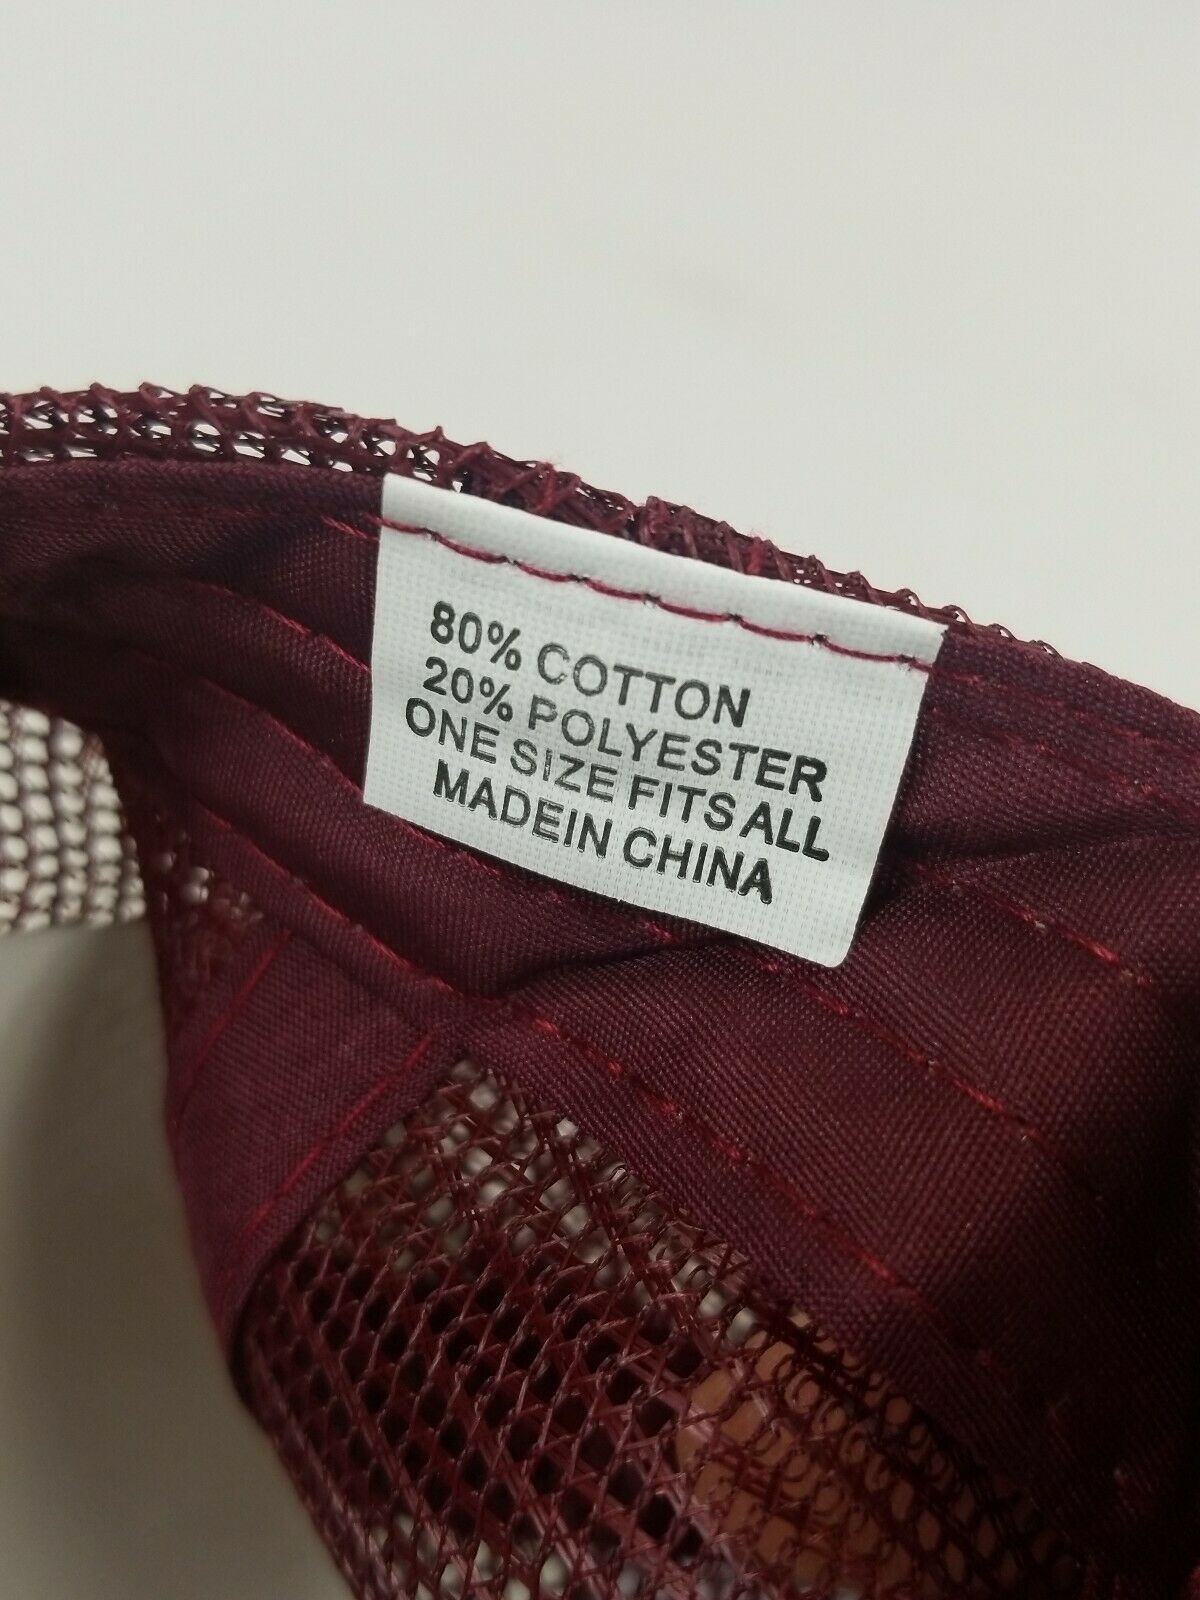 80% COTTON
20% POLYESTER
ONE SIZE FITS ALL
MADEIN CHINA